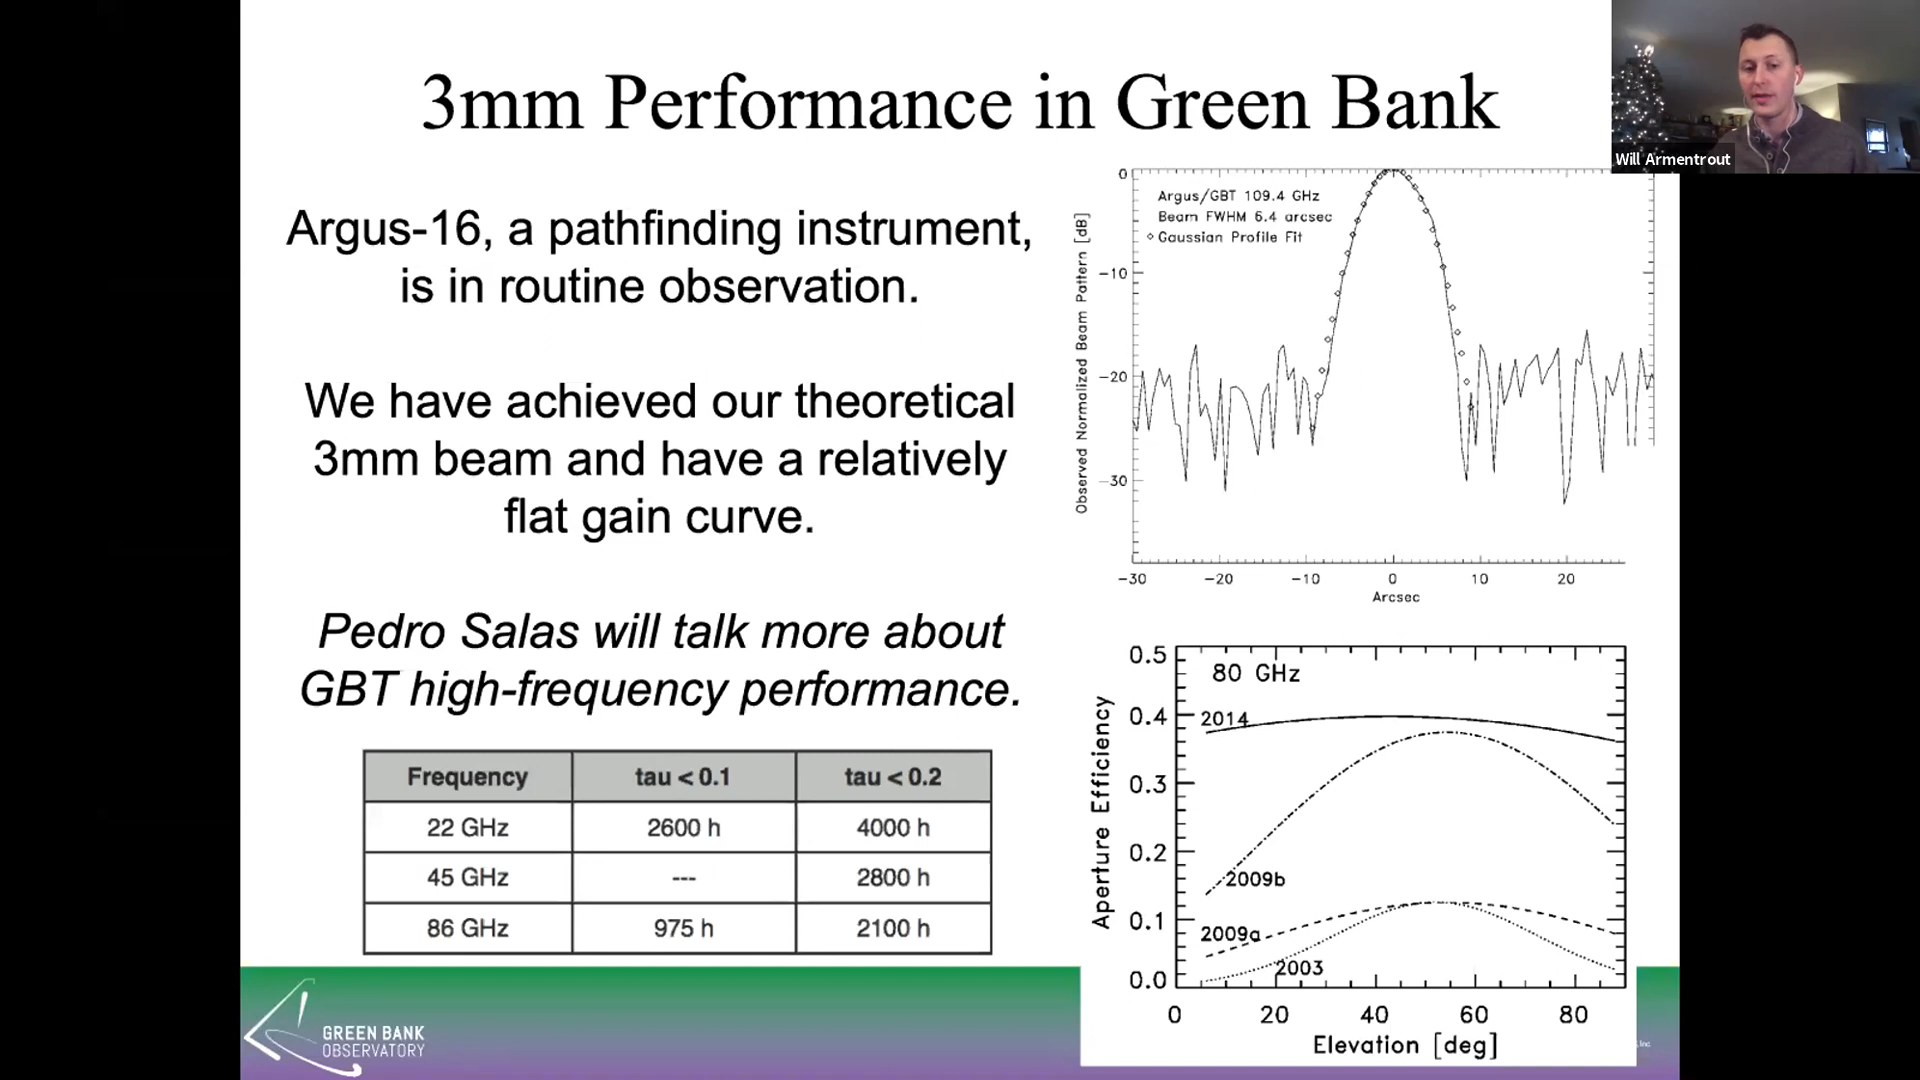 3mm Performance in Green Bank
Will Armentrout
Argus-16, a pathfinding instrument,
is in routine observation.
We have achieved our theoretical
3mm beam and have a relatively
flat gain curve.
Pedro Salas will talk more about
GBT high-frequency performance.
Frequency tau < 0.1 tau < 0.2
22 GHz 2600 h 4000 h
45 GHz --- 2800 h
86 GHz 975 h 2100 h
Observed Normalized Beam Pattern [dB]
0
-10
-20
-30
Argus/GBT 109.4 GHz
Beam FWHM 6.4 arcsec
◇ Gaussian Profile Fit
-30 -20 -10 0 10 20
Arcsec
Aperture Efficiency
0.5
0.4
0.3
0.2
0.1
0.0
80 GHz
2014
2009b
2009a
2003
0 20 40 60 80
Elevation [deg]
GREEN BANK
OBSERVATORY